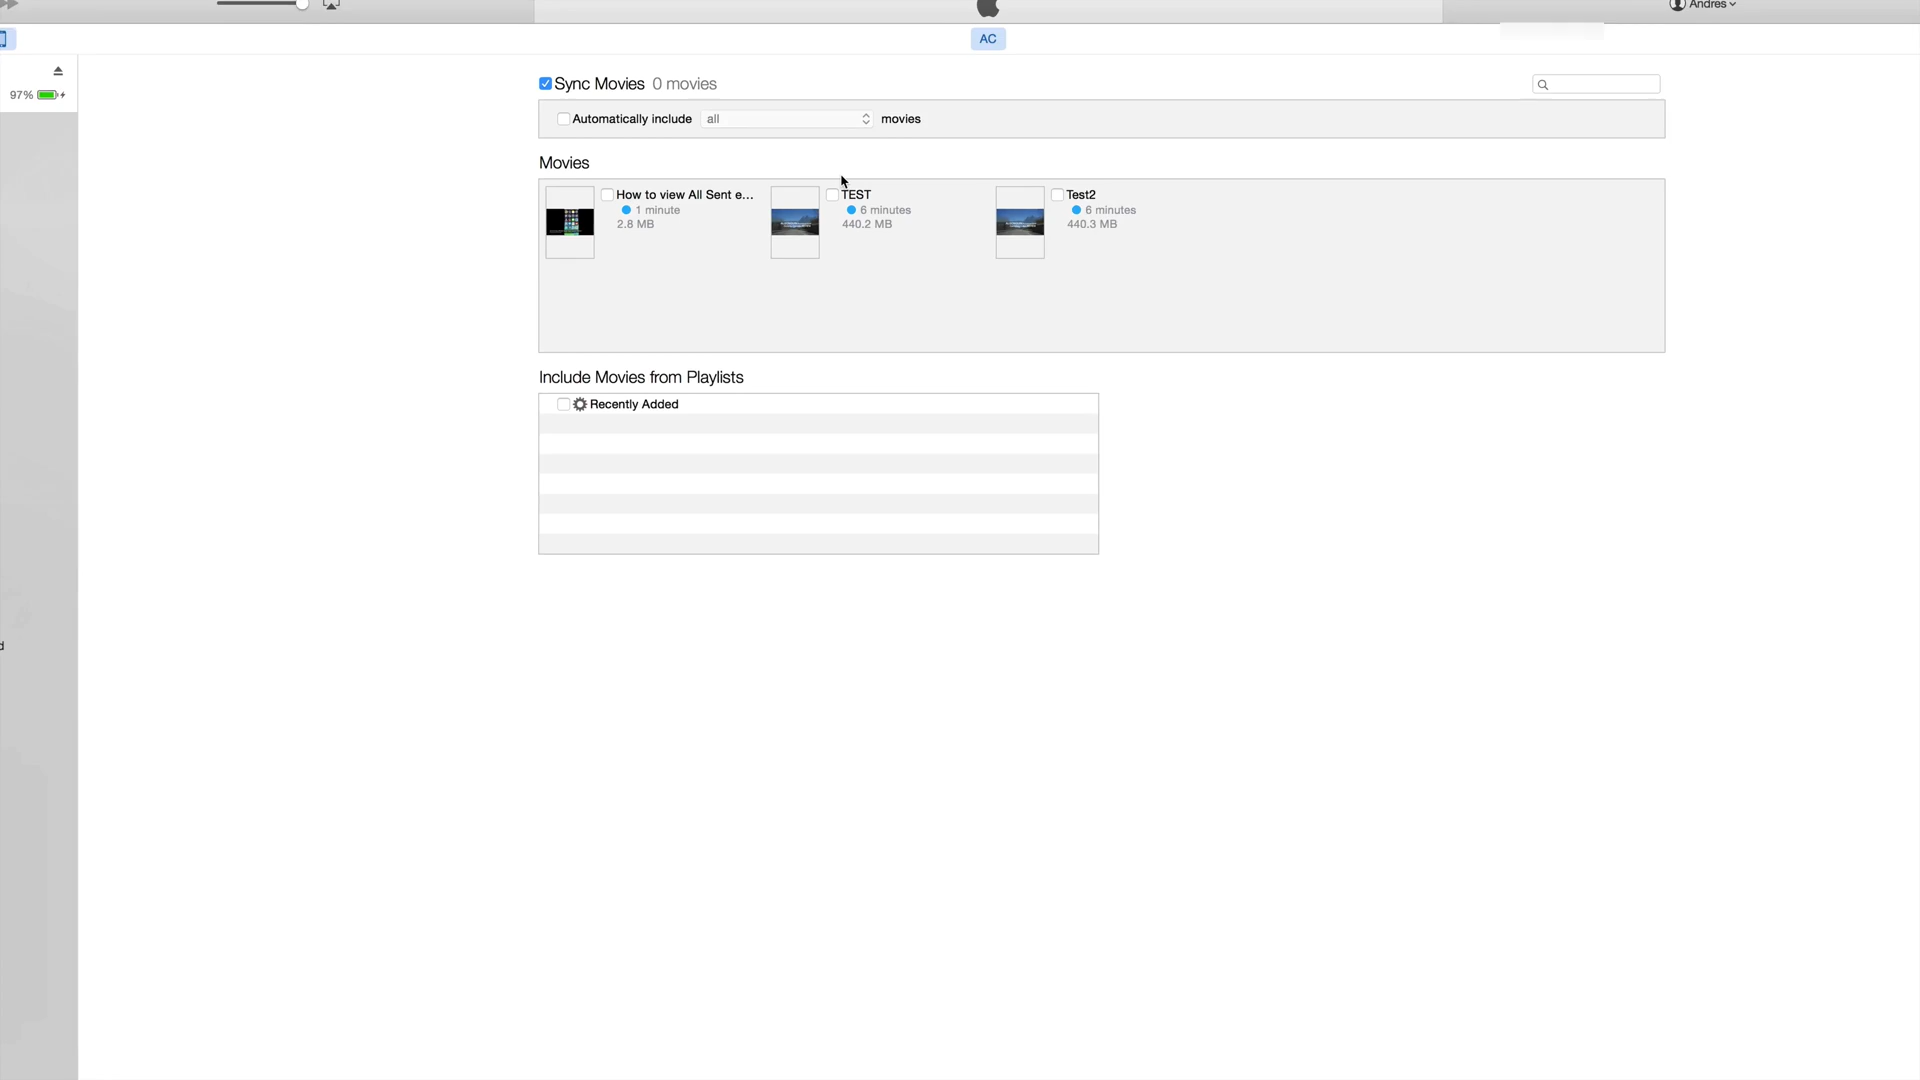 Andres
AC
97%
Sync Movies 0 movies
Automatically include all movies
Movies
How to view All Sent e...
1 minute
2.8 MB
TEST
6 minutes
440.2 MB
Test2
6 minutes
440.3 MB
Include Movies from Playlists
Recently Added
d